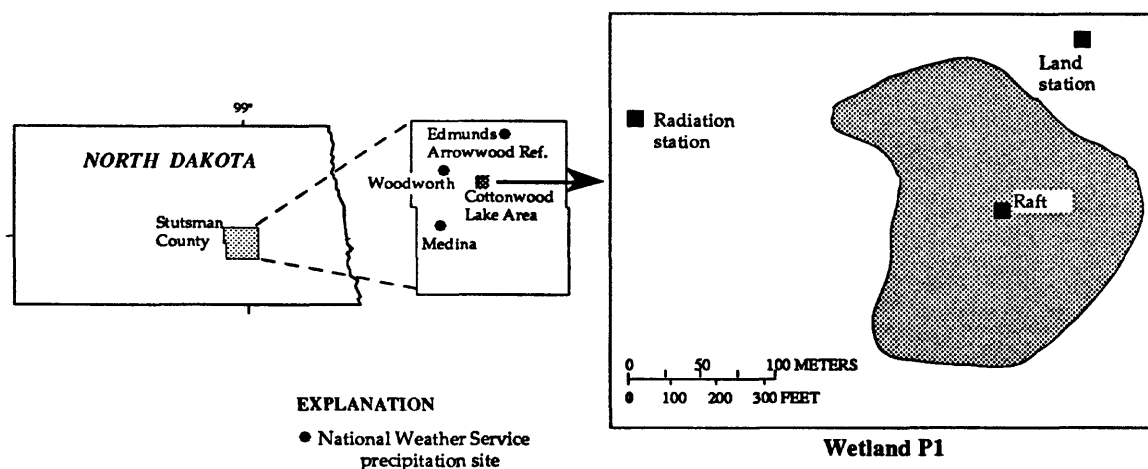 99°
NORTH DAKOTA
Stutsman
County
Edmunds
Arrowwood Ref.
Woodworth
Cottonwood
Lake Area
Medina
Land
station
Radiation
station
Raft
0 50 100 METERS
0 100 200 300 FEET
Wetland P1
EXPLANATION
National Weather Service
precipitation site